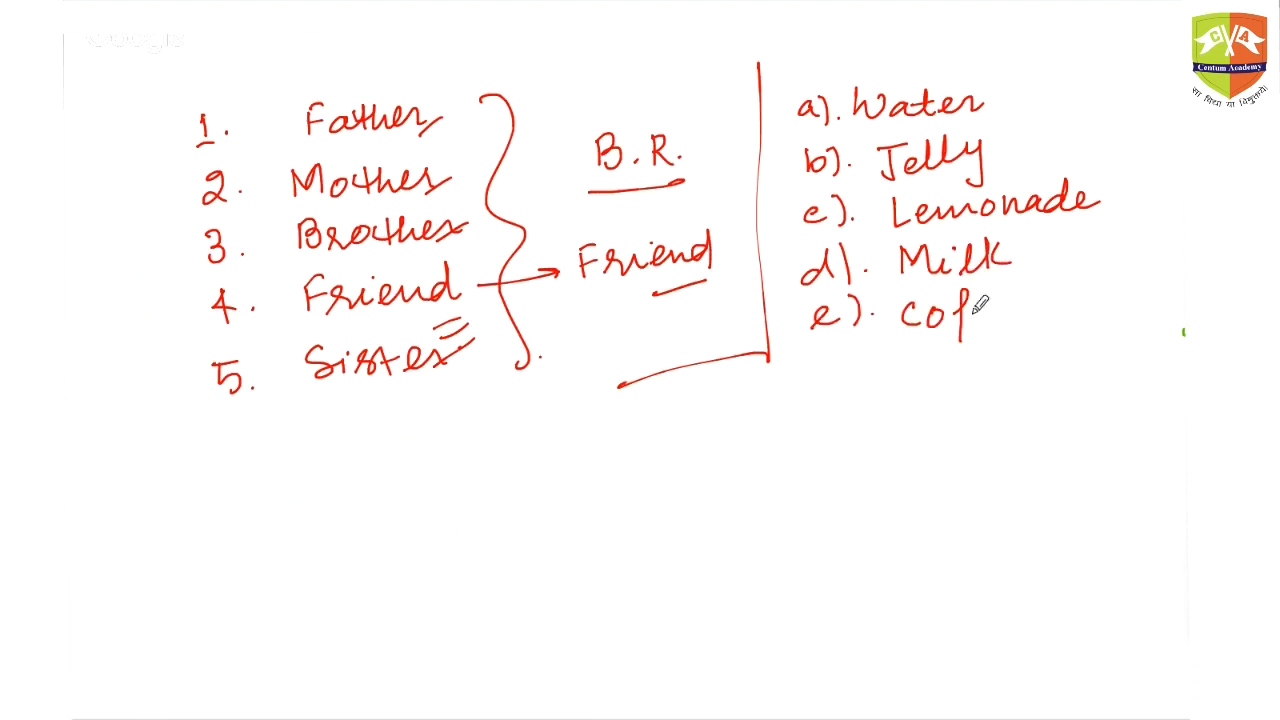 1. Father
2. Mother
3. Brother
4. Friend
5. Sister
B.R.
Friend
a). Water
b). Jelly
c). Lemonade
d). Milk
e). cof
C A
Centum Academy